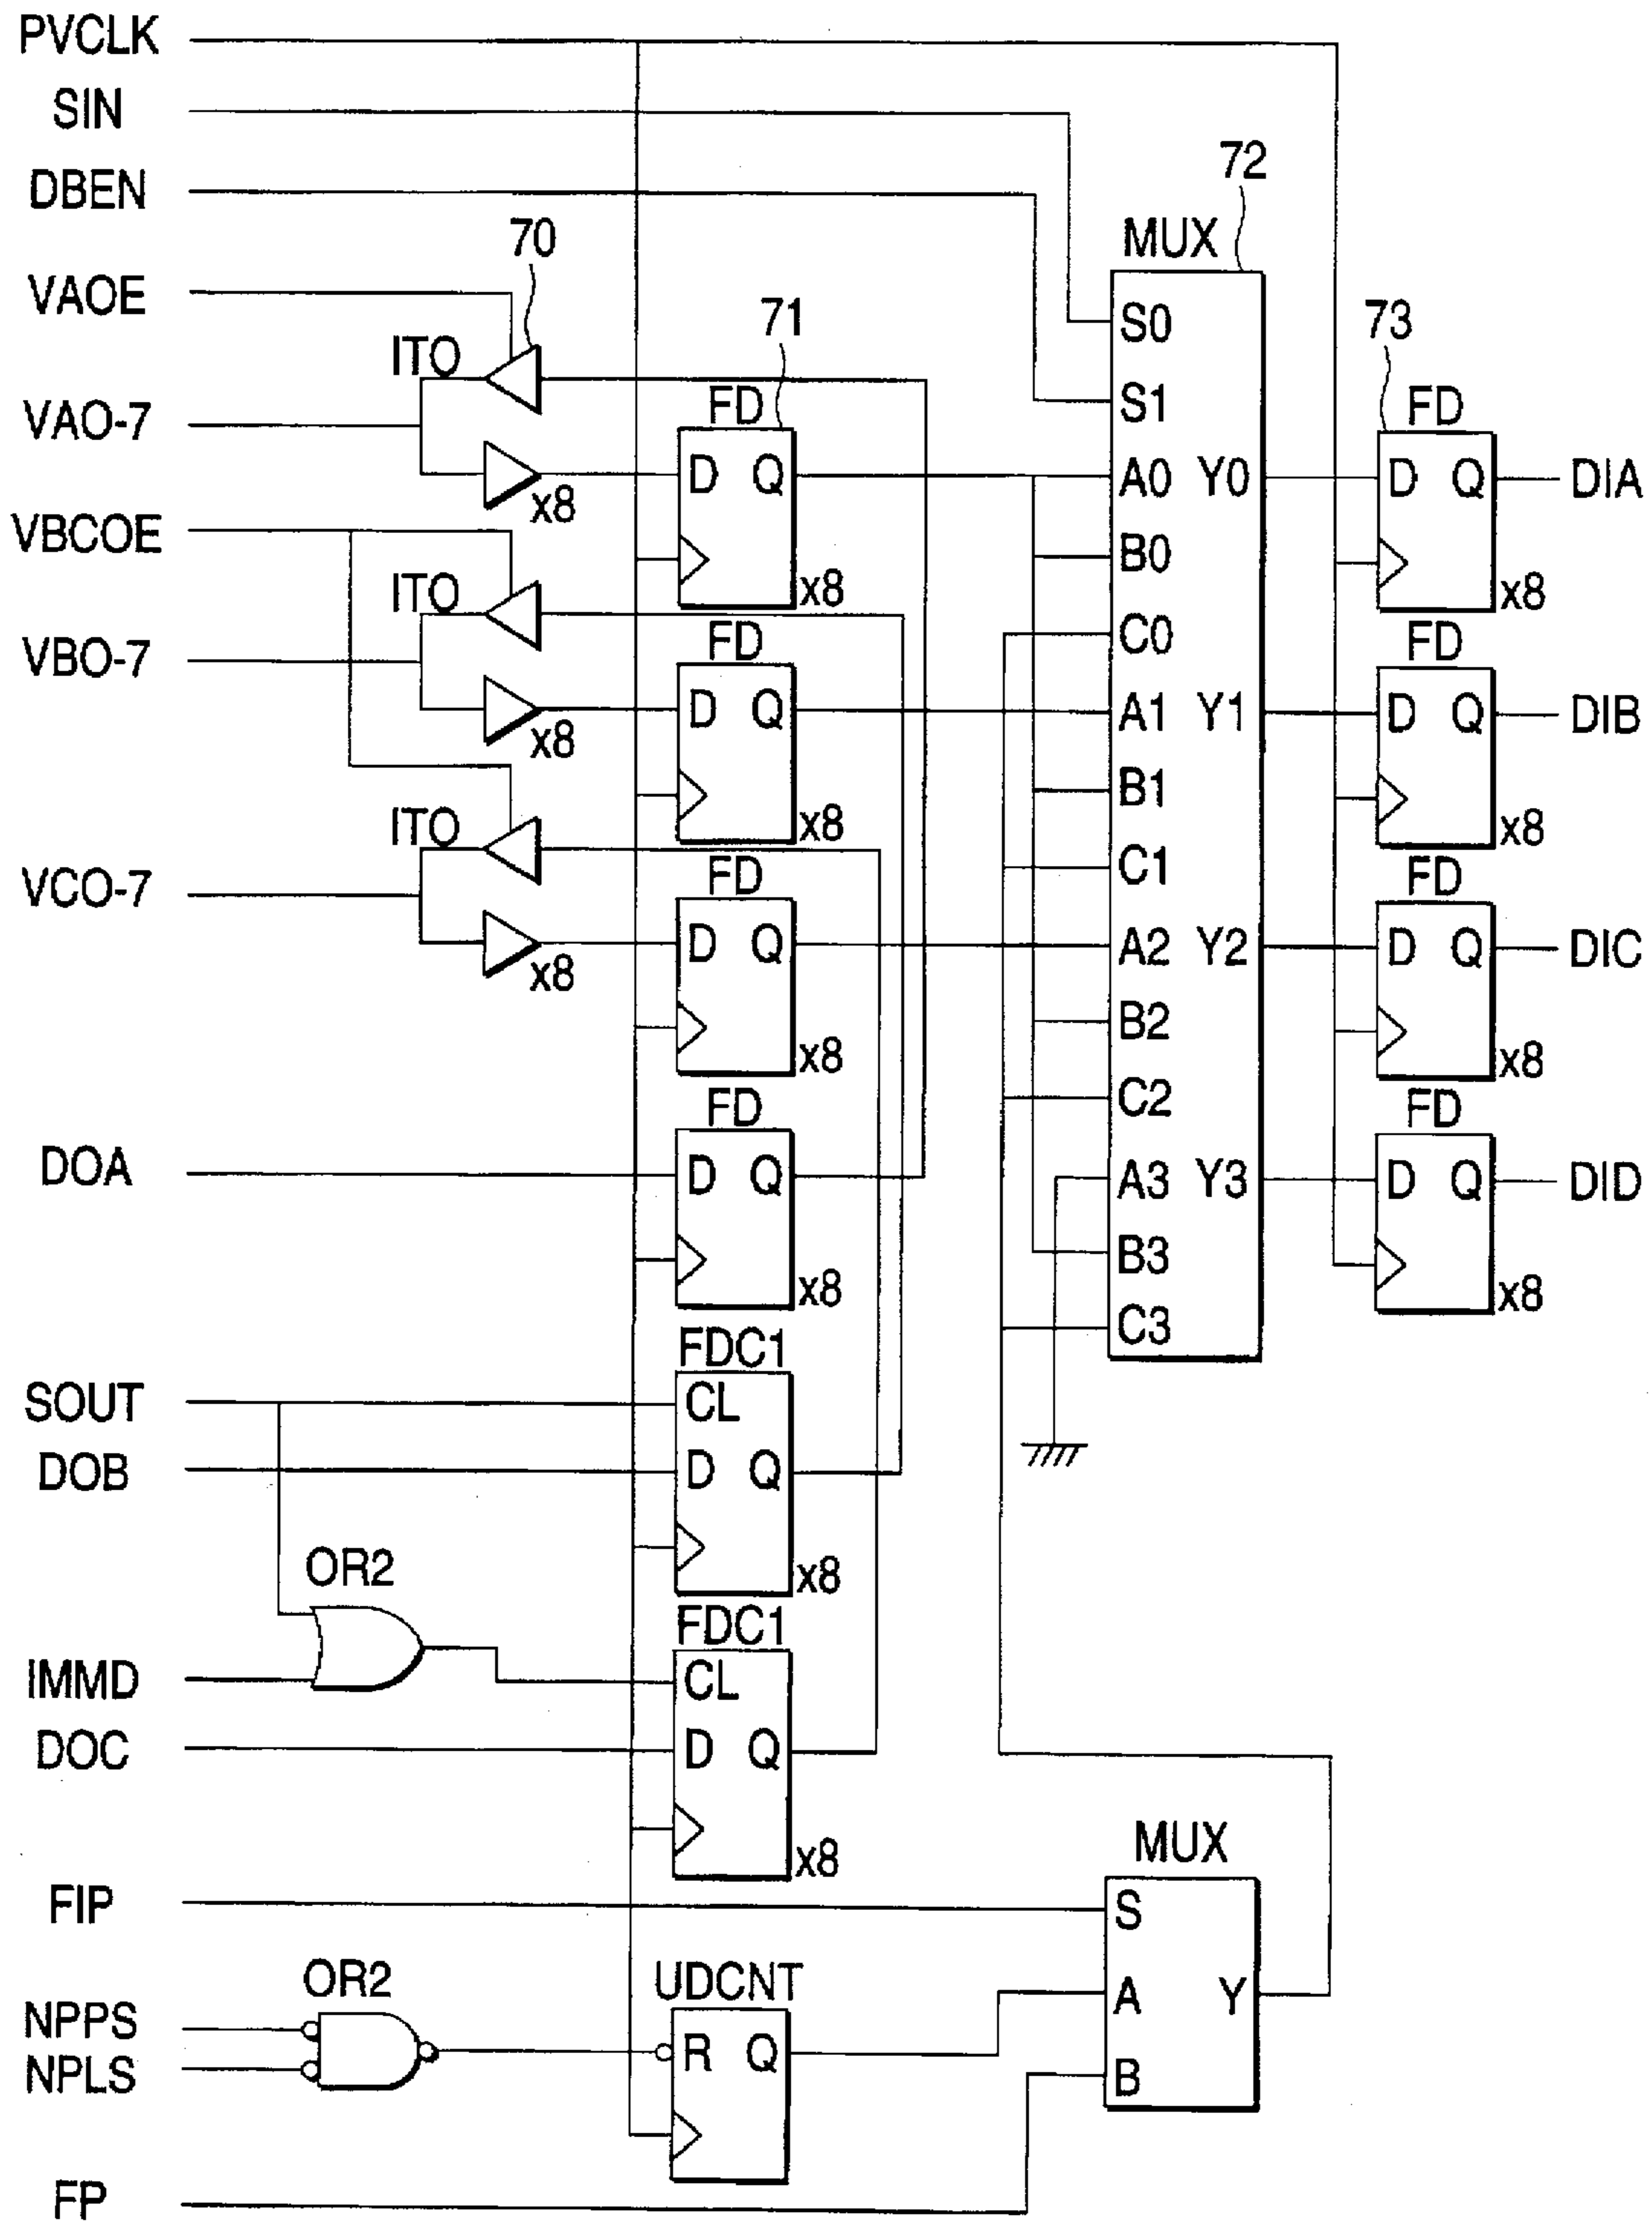 PVCLK
SIN
DBEN
VAOE
VAO-7
VBCOE
VBO-7
VCO-7
DOA
SOUT
DOB
IMMD
DOC
FIP
NPPS
NPLS
FP
70
ITO
x8
ITO
x8
ITO
x8
OR2
OR2
71
FD
D Q
x8
FD
D Q
x8
FD
D Q
x8
FD
D Q
x8
FDC1
CL
D Q
x8
FDC1
CL
D Q
x8
UDCNT
R Q
72
MUX
S0
S1
A0 Y0
B0
C0
A1 Y1
B1
C1
A2 Y2
B2
C2
A3 Y3
B3
C3
MUX
S
A Y
B
73
FD
D Q
x8
FD
D Q
x8
FD
D Q
x8
FD
D Q
x8
DIA
DIB
DIC
DID